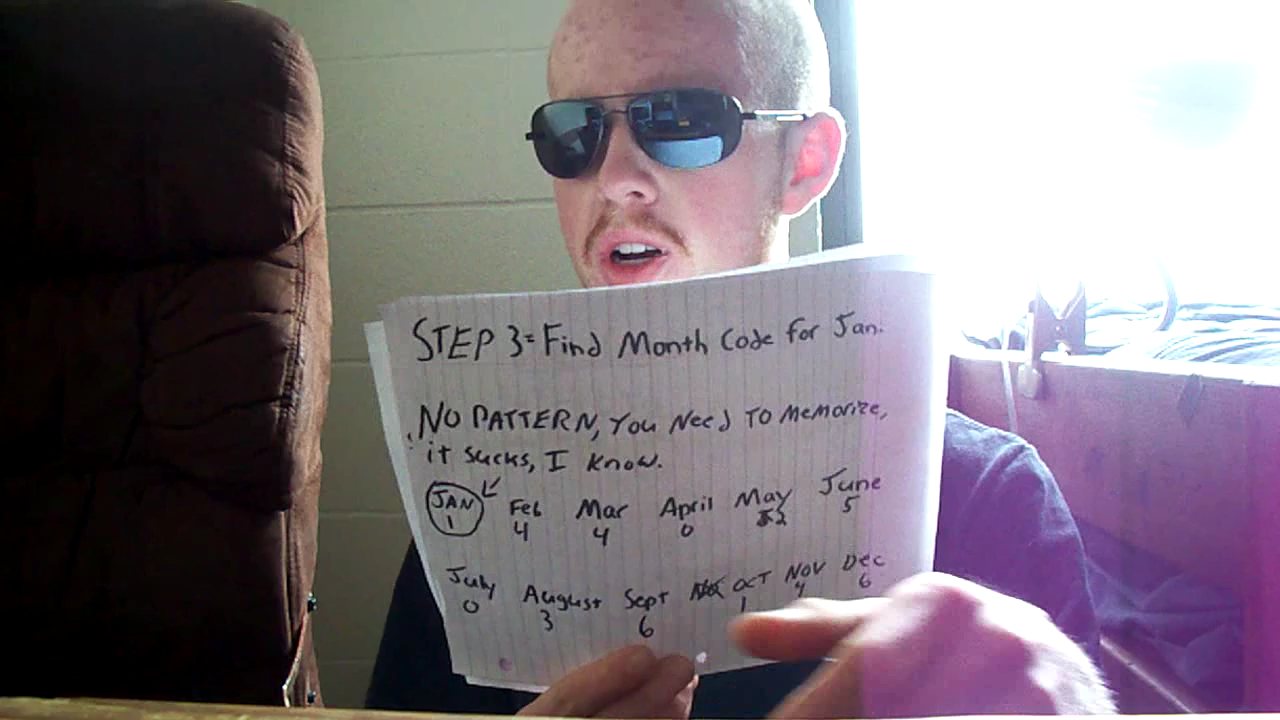 STEP 3= Find Month Code for Jan.
NO PATTERN, YOU Need TO Memorize,
it sucks, I know.
JAN Feb Mar April May June
1 4 4 0 2 5
July August Sept OCT NOV Dec
0 3 6 1 4 6